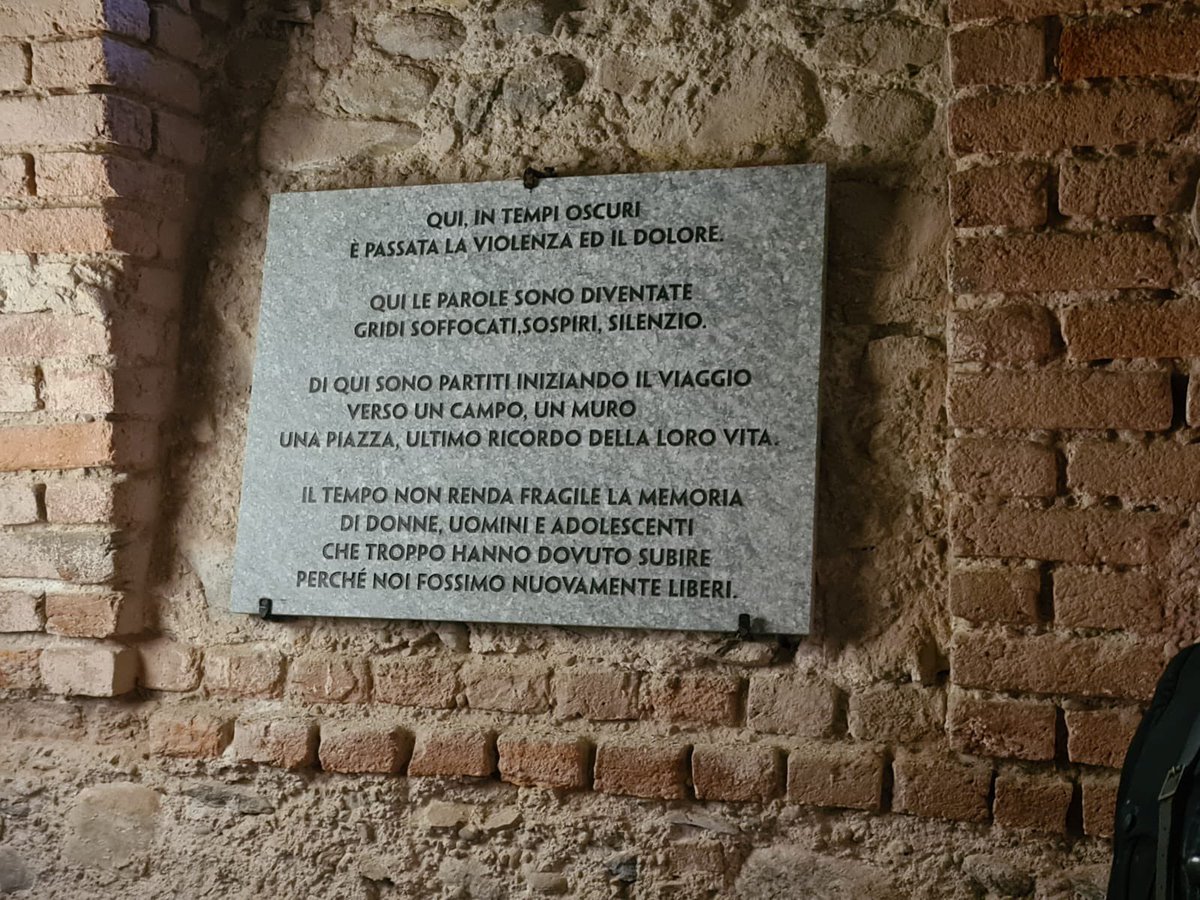 QUI, IN TEMPI OSCURI
È PASSATA LA VIOLENZA ED IL DOLORE.
QUI LE PAROLE SONO DIVENTATE
GRIDI SOFFOCATI,SOSPIRI, SILENZIO.
DI QUI SONO PARTITI INIZIANDO IL VIAGGIO
VERSO UN CAMPO, UN MURO
UNA PIAZZA, ULTIMO RICORDO DELLA LORO VITA.
IL TEMPO NON RENDA FRAGILE LA MEMORIA
DI DONNE, UOMINI E ADOLESCENTI
CHE TROPPO HANNO DOVUTO SUBIRE
PERCHÉ NOI FOSSIMO NUOVAMENTE LIBERI.